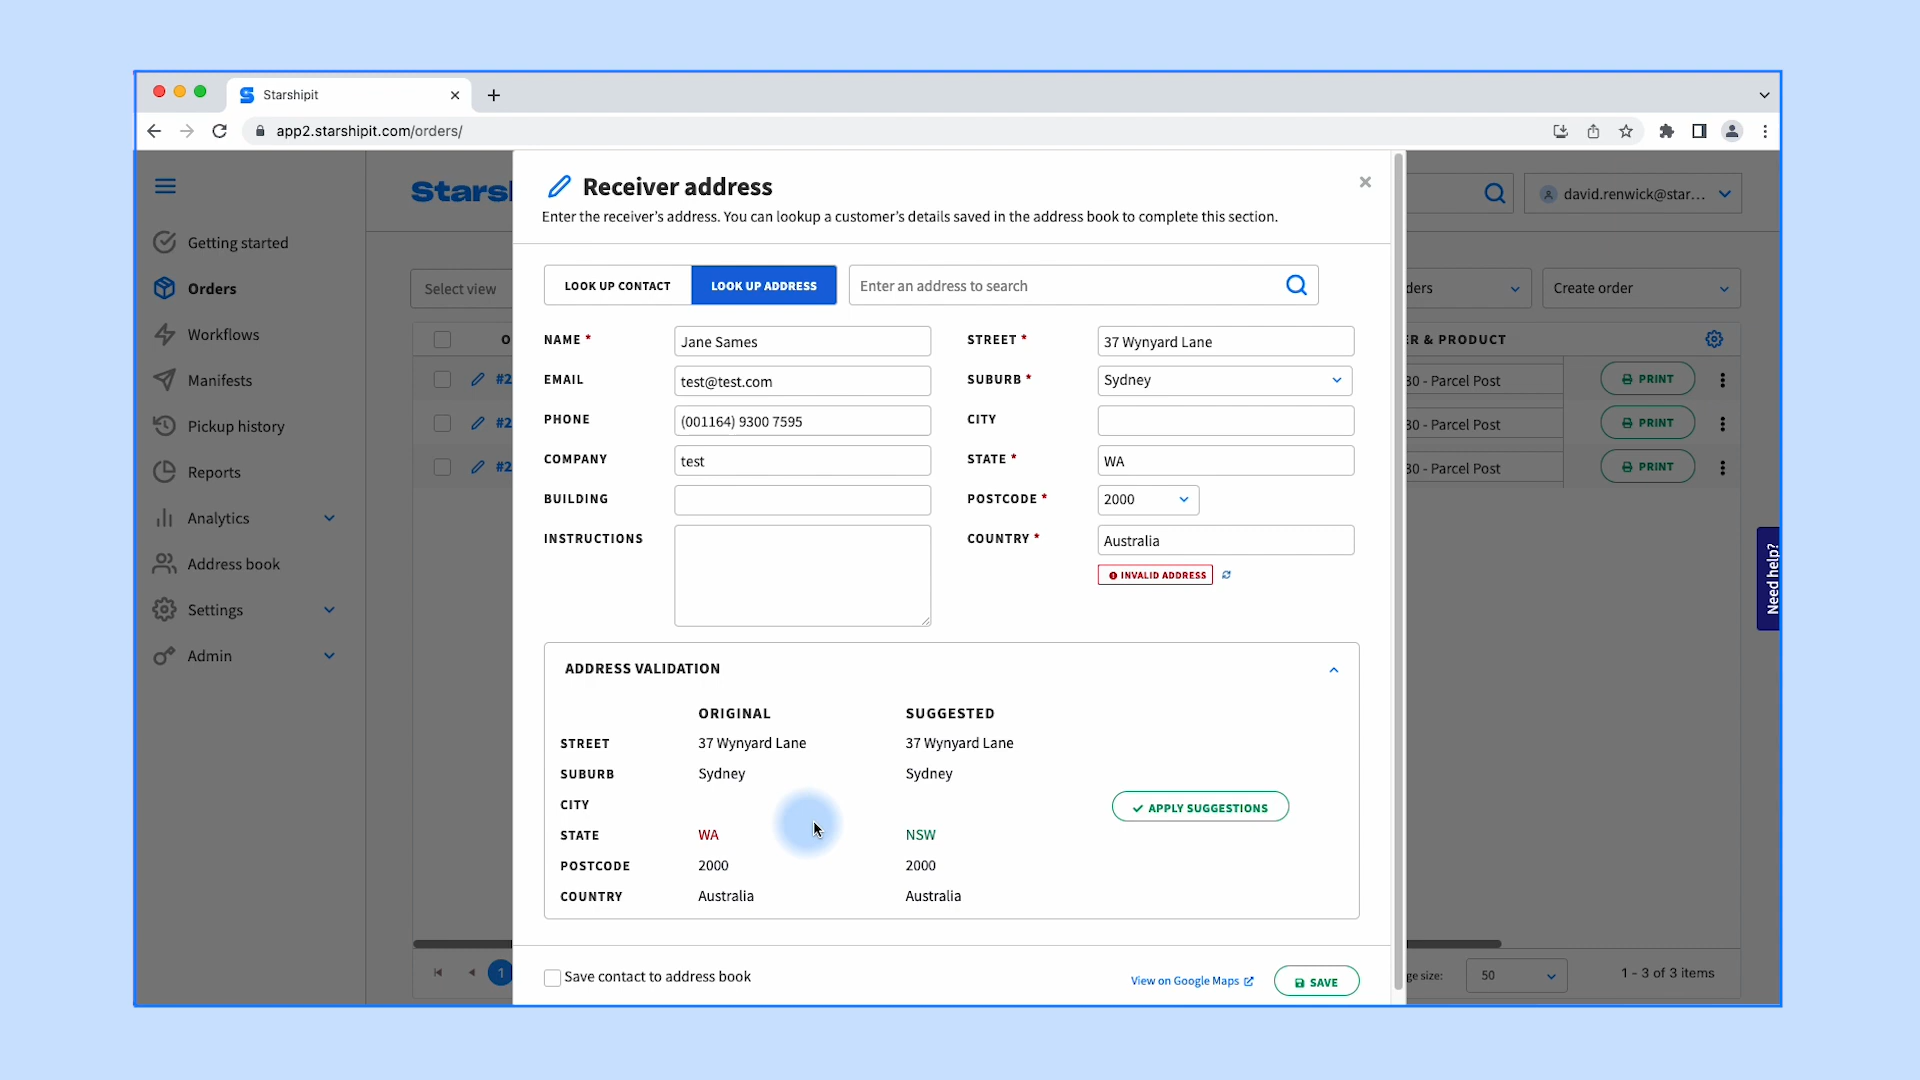 Starshipit
app2.starshipit.com/orders/
Receiver address
Enter the receiver's address. You can lookup a customer's details saved in the address book to complete this section.
david.renwick@star...
Getting started
Orders
Workflows
Manifests
Pickup history
Reports
Analytics
Address book
Settings
Admin
Select view
LOOK UP CONTACT
LOOK UP ADDRESS
Enter an address to search
Create order
NAME *
Jane Sames
EMAIL
test@test.com
PHONE
(001164) 9300 7595
COMPANY
test
BUILDING
INSTRUCTIONS
STREET *
37 Wynyard Lane
SUBURB *
Sydney
CITY
STATE *
WA
POSTCODE *
2000
COUNTRY *
Australia
INVALID ADDRESS
ADDRESS VALIDATION
ORIGINAL SUGGESTED
STREET 37 Wynyard Lane 37 Wynyard Lane
SUBURB Sydney Sydney
CITY
STATE WA NSW
POSTCODE 2000 2000
COUNTRY Australia Australia
APPLY SUGGESTIONS
Save contact to address book
View on Google Maps
SAVE
& PRODUCT
#2
- Parcel Post
PRINT
#2
- Parcel Post
PRINT
#2
- Parcel Post
PRINT
Need help?
1
size:
50
1 - 3 of 3 items